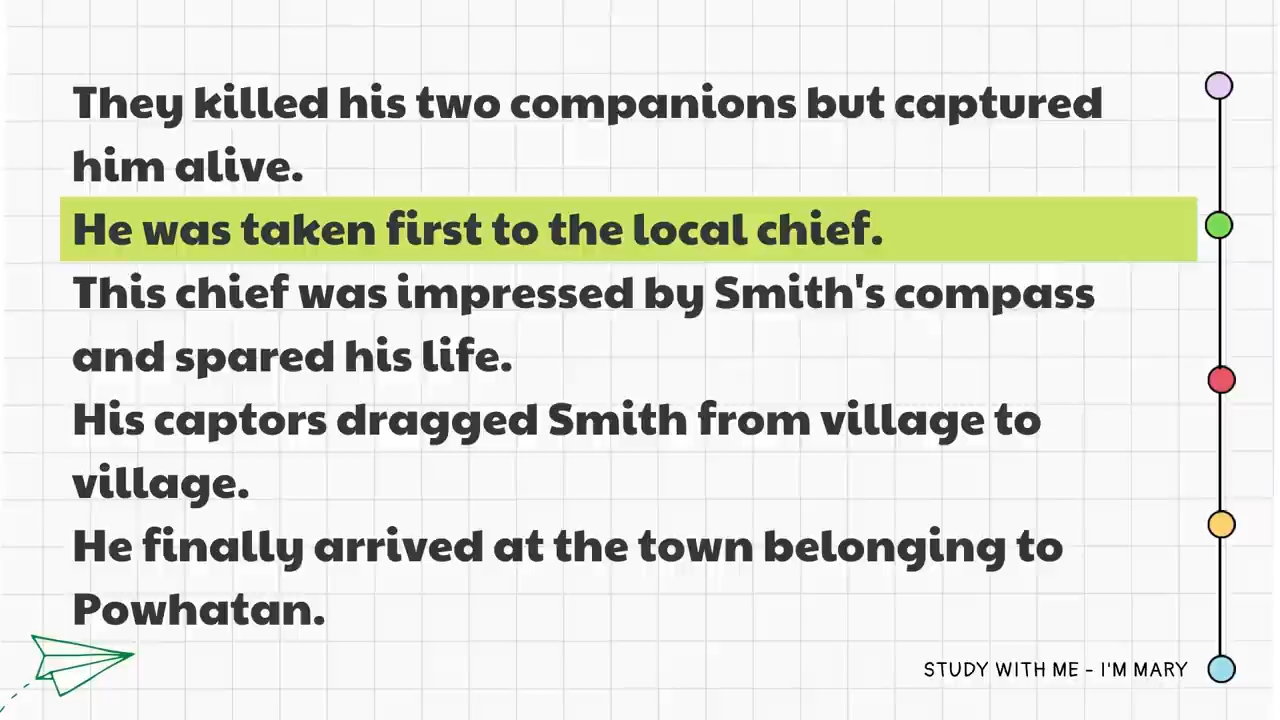 They killed his two companions but captured
him alive.
He was taken first to the local chief.
This chief was impressed by Smith's compass
and spared his life.
His captors dragged Smith from village to
village.
He finally arrived at the town belonging to
Powhatan.
STUDY WITH ME - I'M MARY